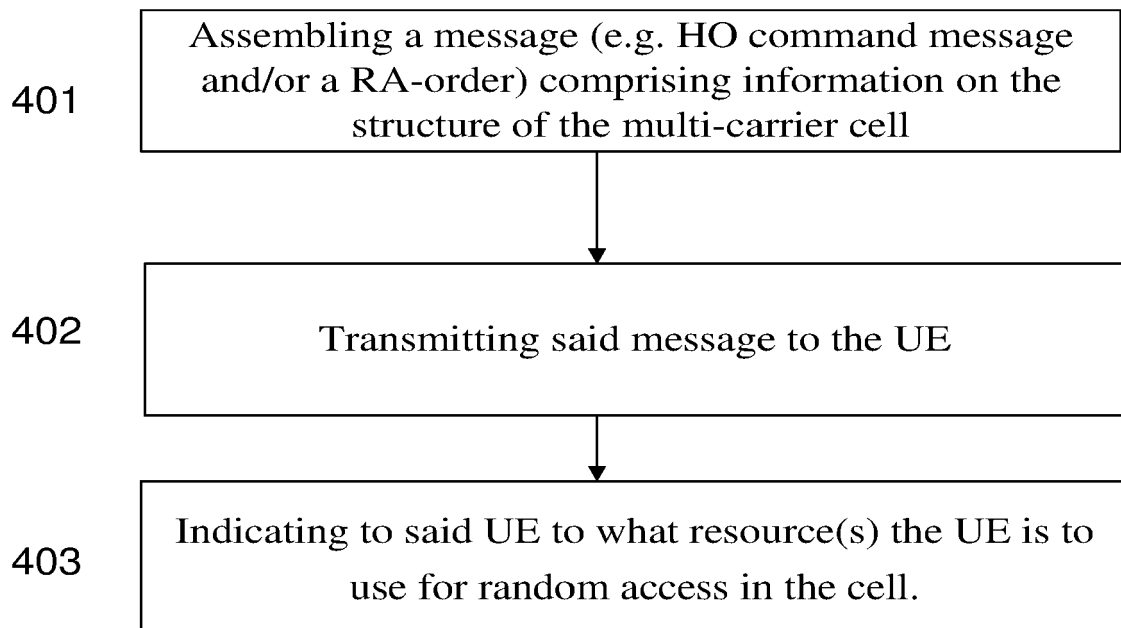 401
Assembling a message (e.g. HO command message
and/or a RA-order) comprising information on the
structure of the multi-carrier cell
402
Transmitting said message to the UE
403
Indicating to said UE to what resource(s) the UE is to
use for random access in the cell.